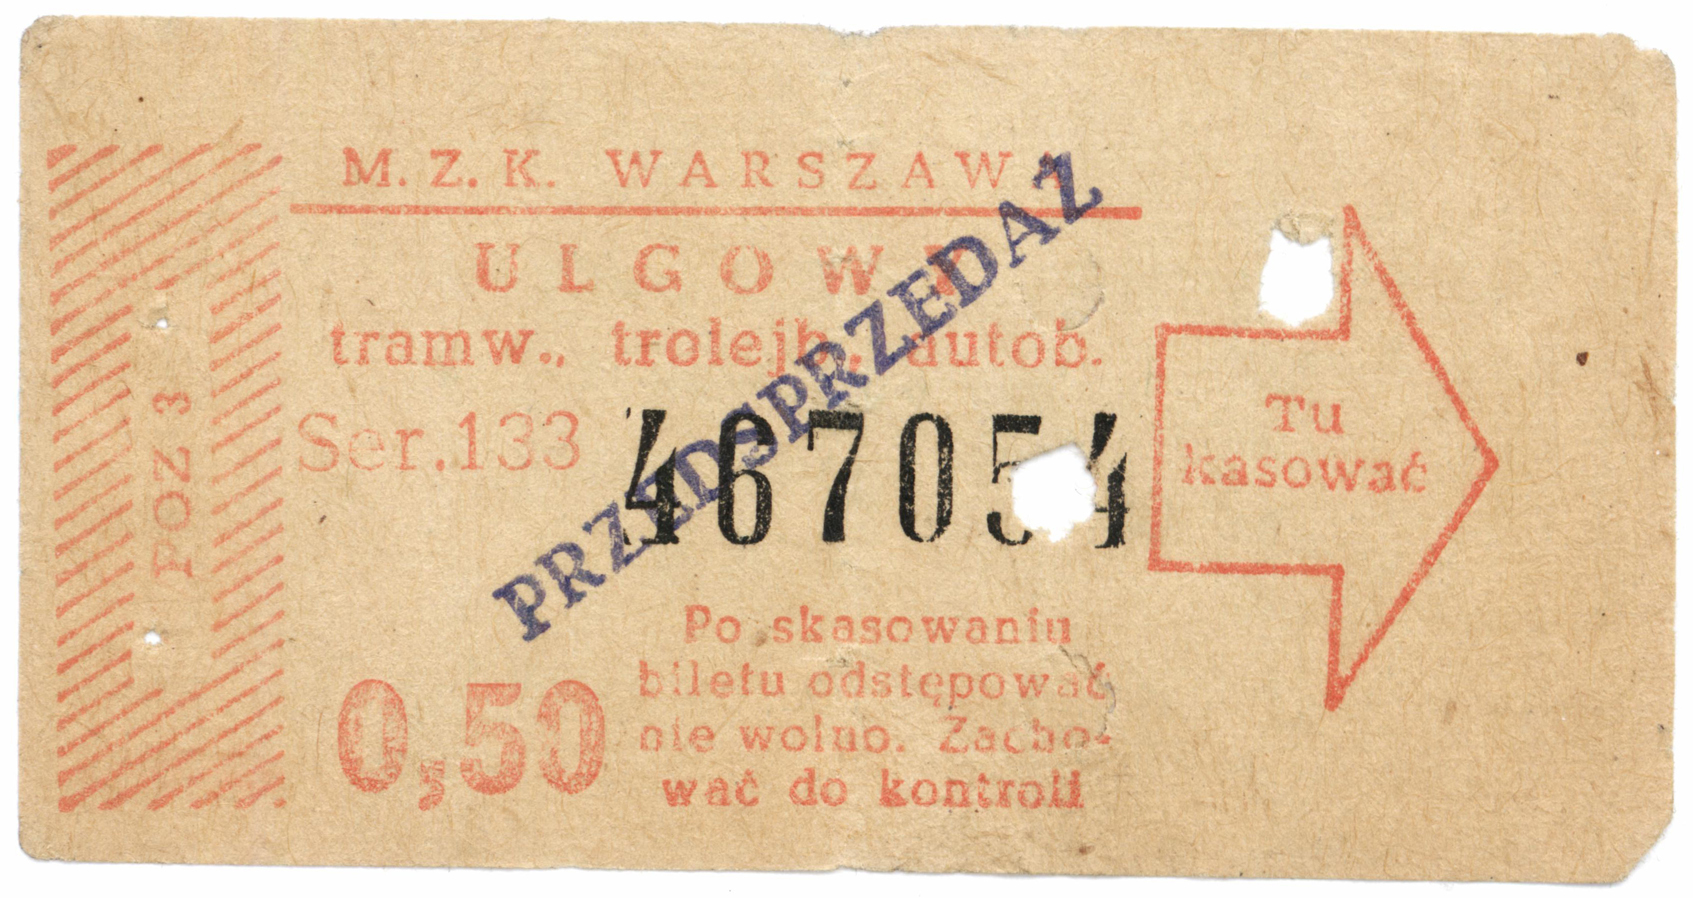 M. Z. K. WARSZAWA
ULGOWY
tramw., trolejb., autob.
Ser.133 467054
PRZEDSPRZEDAŻ
Tu
kasować
POZ 3
0,50
Po skasowaniu
biletu odstępować
nie wolno. Zacho-
wać do kontroli